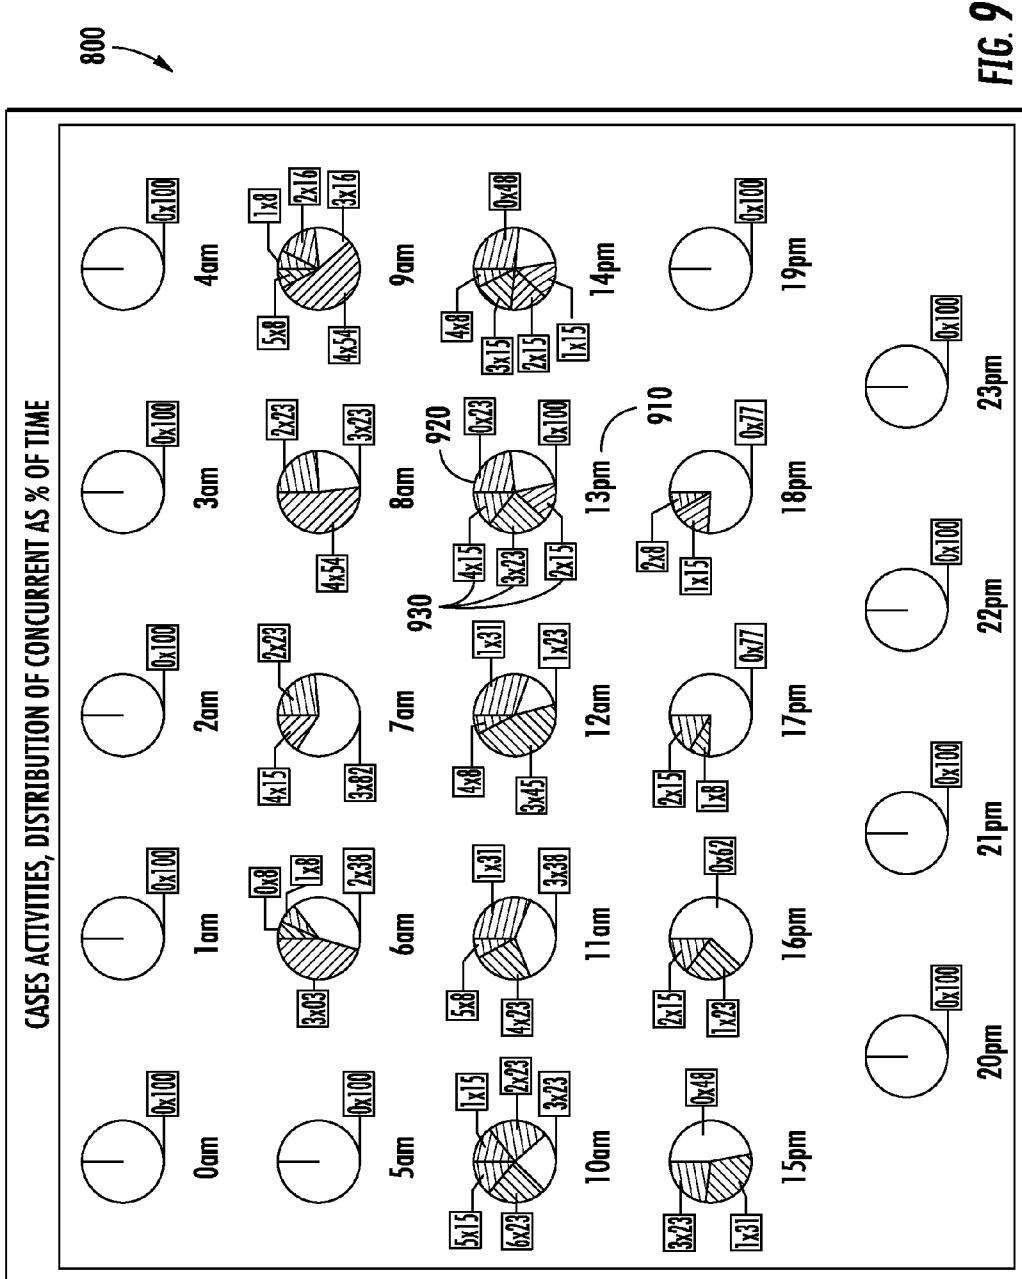 800
FIG. 9
CASES ACTIVITIES, DISTRIBUTION OF CONCURRENT AS % OF TIME
0x100
0am
0x100
1am
0x100
2am
0x100
3am
0x100
4am
0x100
5am
0x8
1x8
2x38
3x03
6am
2x23
4x15
3x82
7am
2x23
3x23
4x54
8am
1x8
2x16
3x16
5x8
4x54
9am
1x15
2x23
3x23
5x15
6x23
10am
1x31
3x38
5x8
4x23
11am
1x31
1x23
4x8
3x45
12am
920
0x23
0x100
4x15
3x23
2x15
930
13pm
910
0x48
4x8
3x15
2x15
1x15
14pm
0x48
3x23
1x31
15pm
0x62
2x15
1x23
16pm
0x77
2x15
1x8
17pm
0x77
2x8
1x15
18pm
0x100
19pm
0x100
20pm
0x100
21pm
0x100
22pm
0x100
23pm